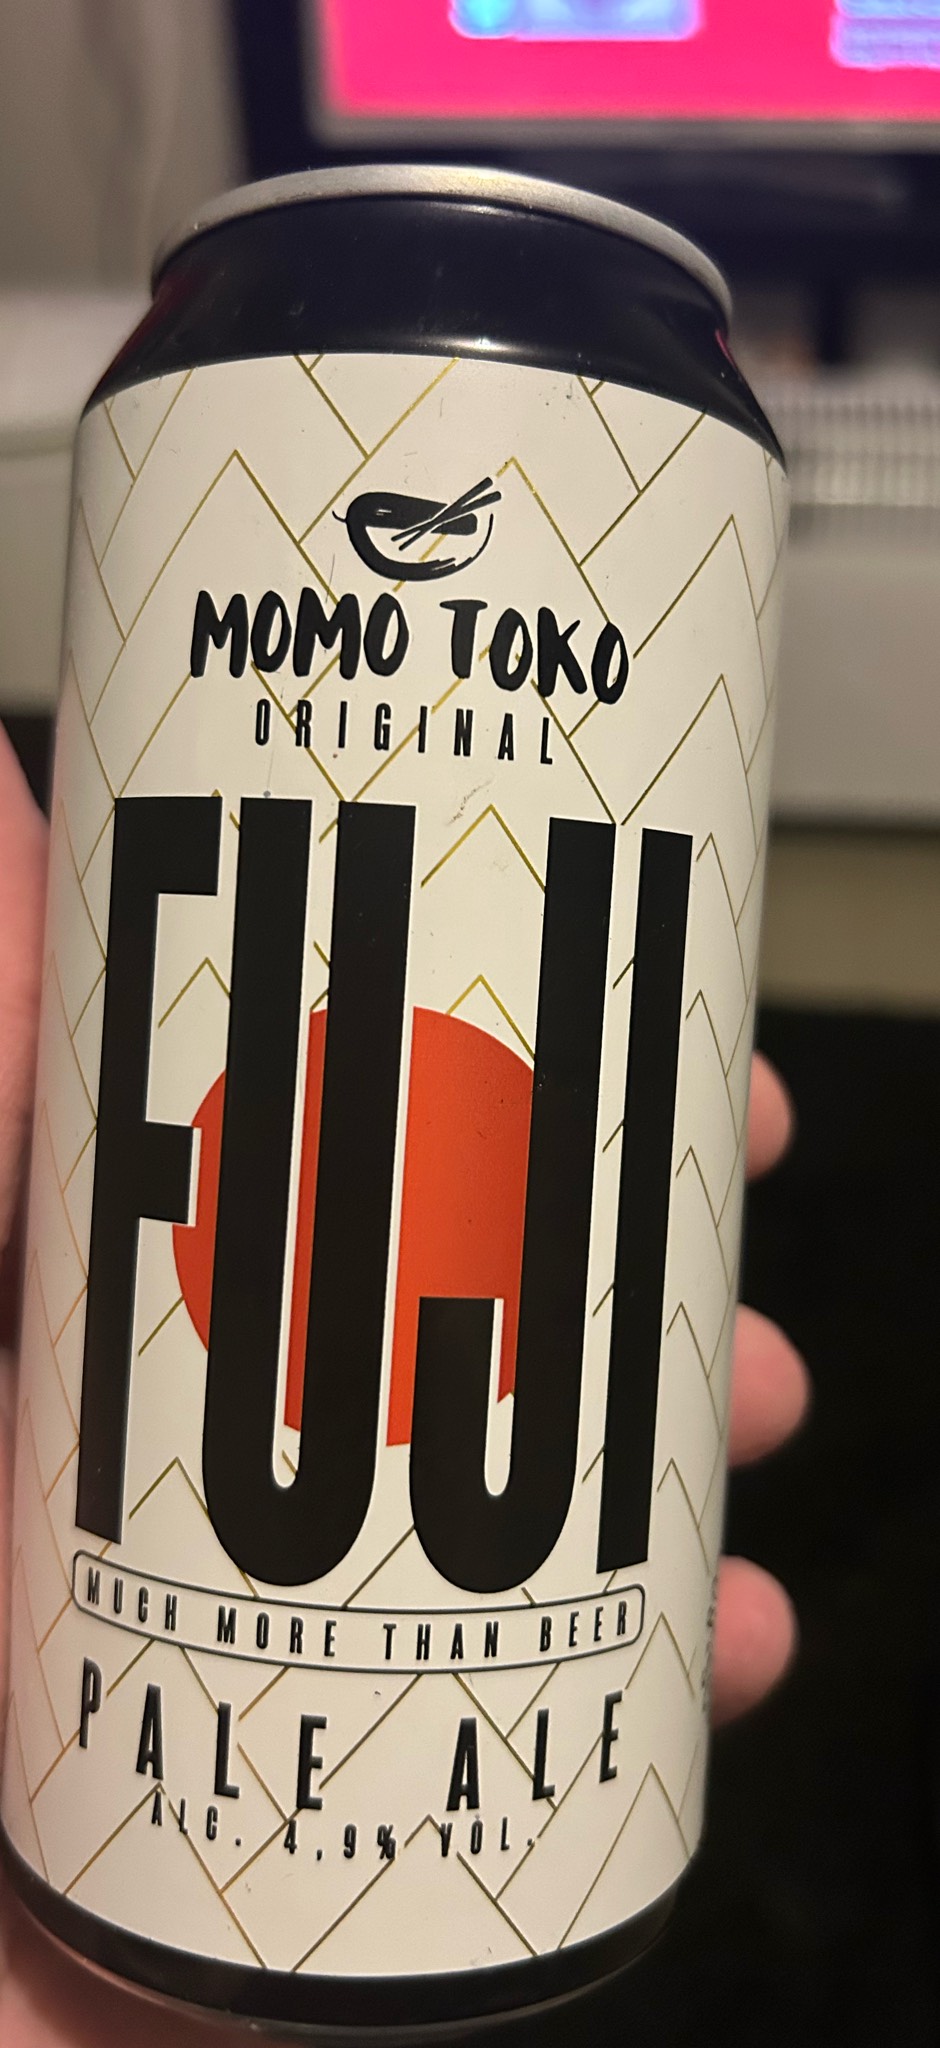 MOMO TOKO
ORIGINAL
FUJI
MUCH MORE THAN BEER
PALE ALE
ALC. 4,9% VOL.